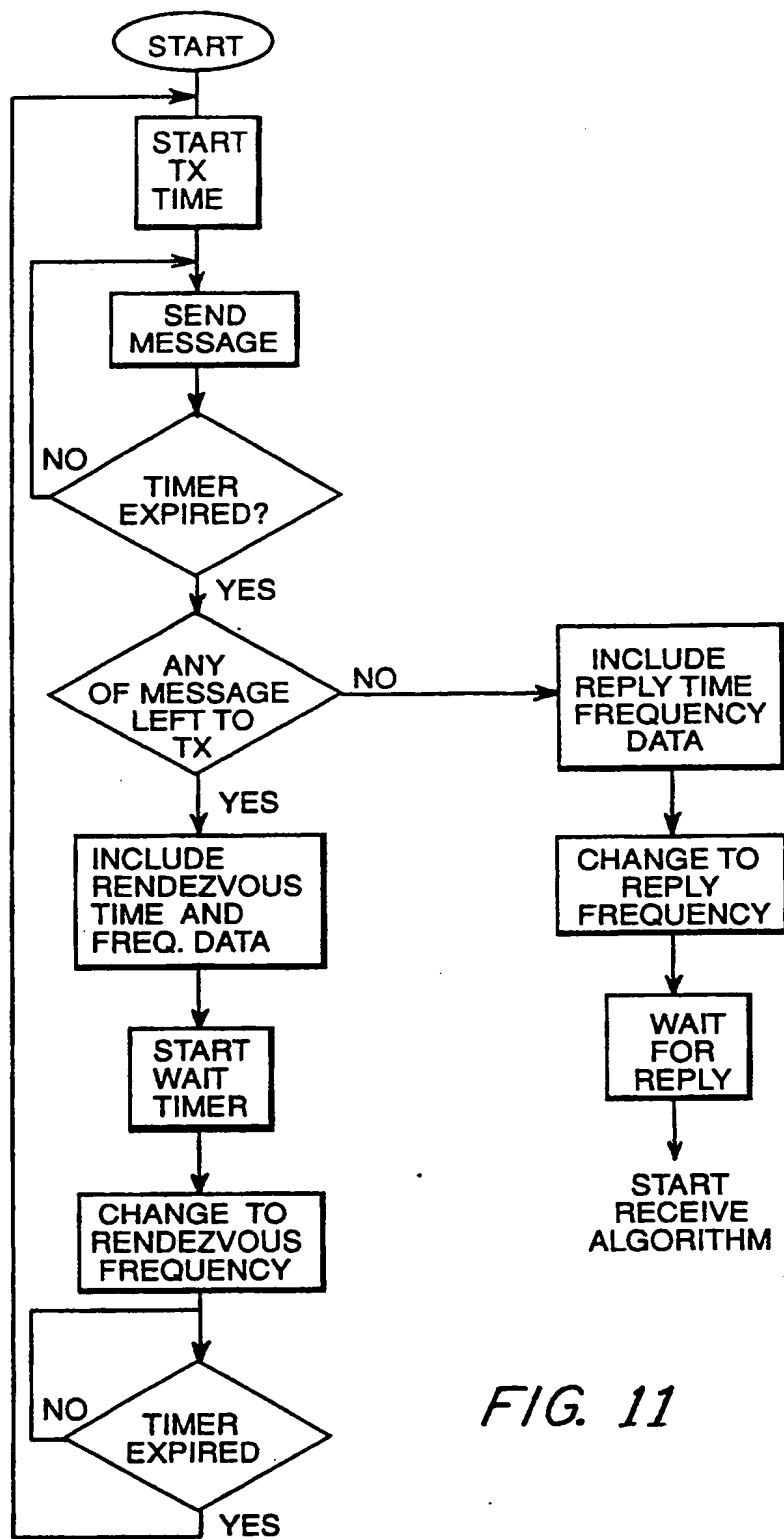 START
START
TX
TIME
SEND
MESSAGE
NO
TIMER
EXPIRED?
YES
ANY
OF MESSAGE
LEFT TO
TX
NO
YES
INCLUDE
RENDEZVOUS
TIME AND
FREQ. DATA
START
WAIT
TIMER
CHANGE TO
RENDEZVOUS
FREQUENCY
NO
TIMER
EXPIRED
YES
INCLUDE
REPLY TIME
FREQUENCY
DATA
CHANGE TO
REPLY
FREQUENCY
WAIT
FOR
REPLY
START
RECEIVE
ALGORITHM
FIG. 11